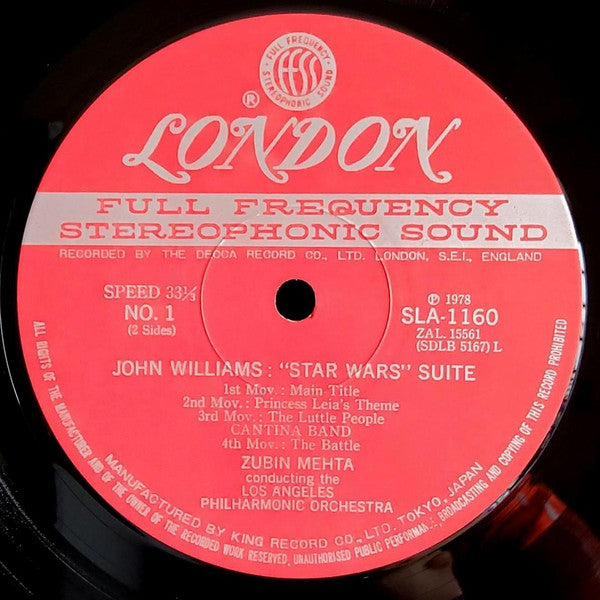 FULL FREQUENCY
FFSS
STEREOPHONIC SOUND
®
LONDON
FULL FREQUENCY
STEREOPHONIC SOUND
RECORDED BY THE DECCA RECORD CO., LTD. LONDON, S.E.I., ENGLAND
SPEED 33⅓
NO. 1
(2 Sides)
℗ 1978
SLA-1160
ZAL. 15561
(SDLB 5167) L
JOHN WILLIAMS : "STAR WARS" SUITE
1st Mov. : Main Title
2nd Mov. : Princess Leia's Theme
3rd Mov. : The Luttle People
CANTINA BAND
4th Mov. : The Battle
ZUBIN MEHTA
conducting the
LOS ANGELES
PHILHARMONIC ORCHESTRA
MANUFACTURED BY KING RECORD CO., LTD. TOKYO, JAPAN
ALL RIGHTS OF THE MANUFACTURER AND OF THE OWNER OF THE RECORDED WORK RESERVED, UNAUTHORISED PUBLIC PERFORMANCE, BROADCASTING AND COPYING OF THIS RECORD PROHIBITED